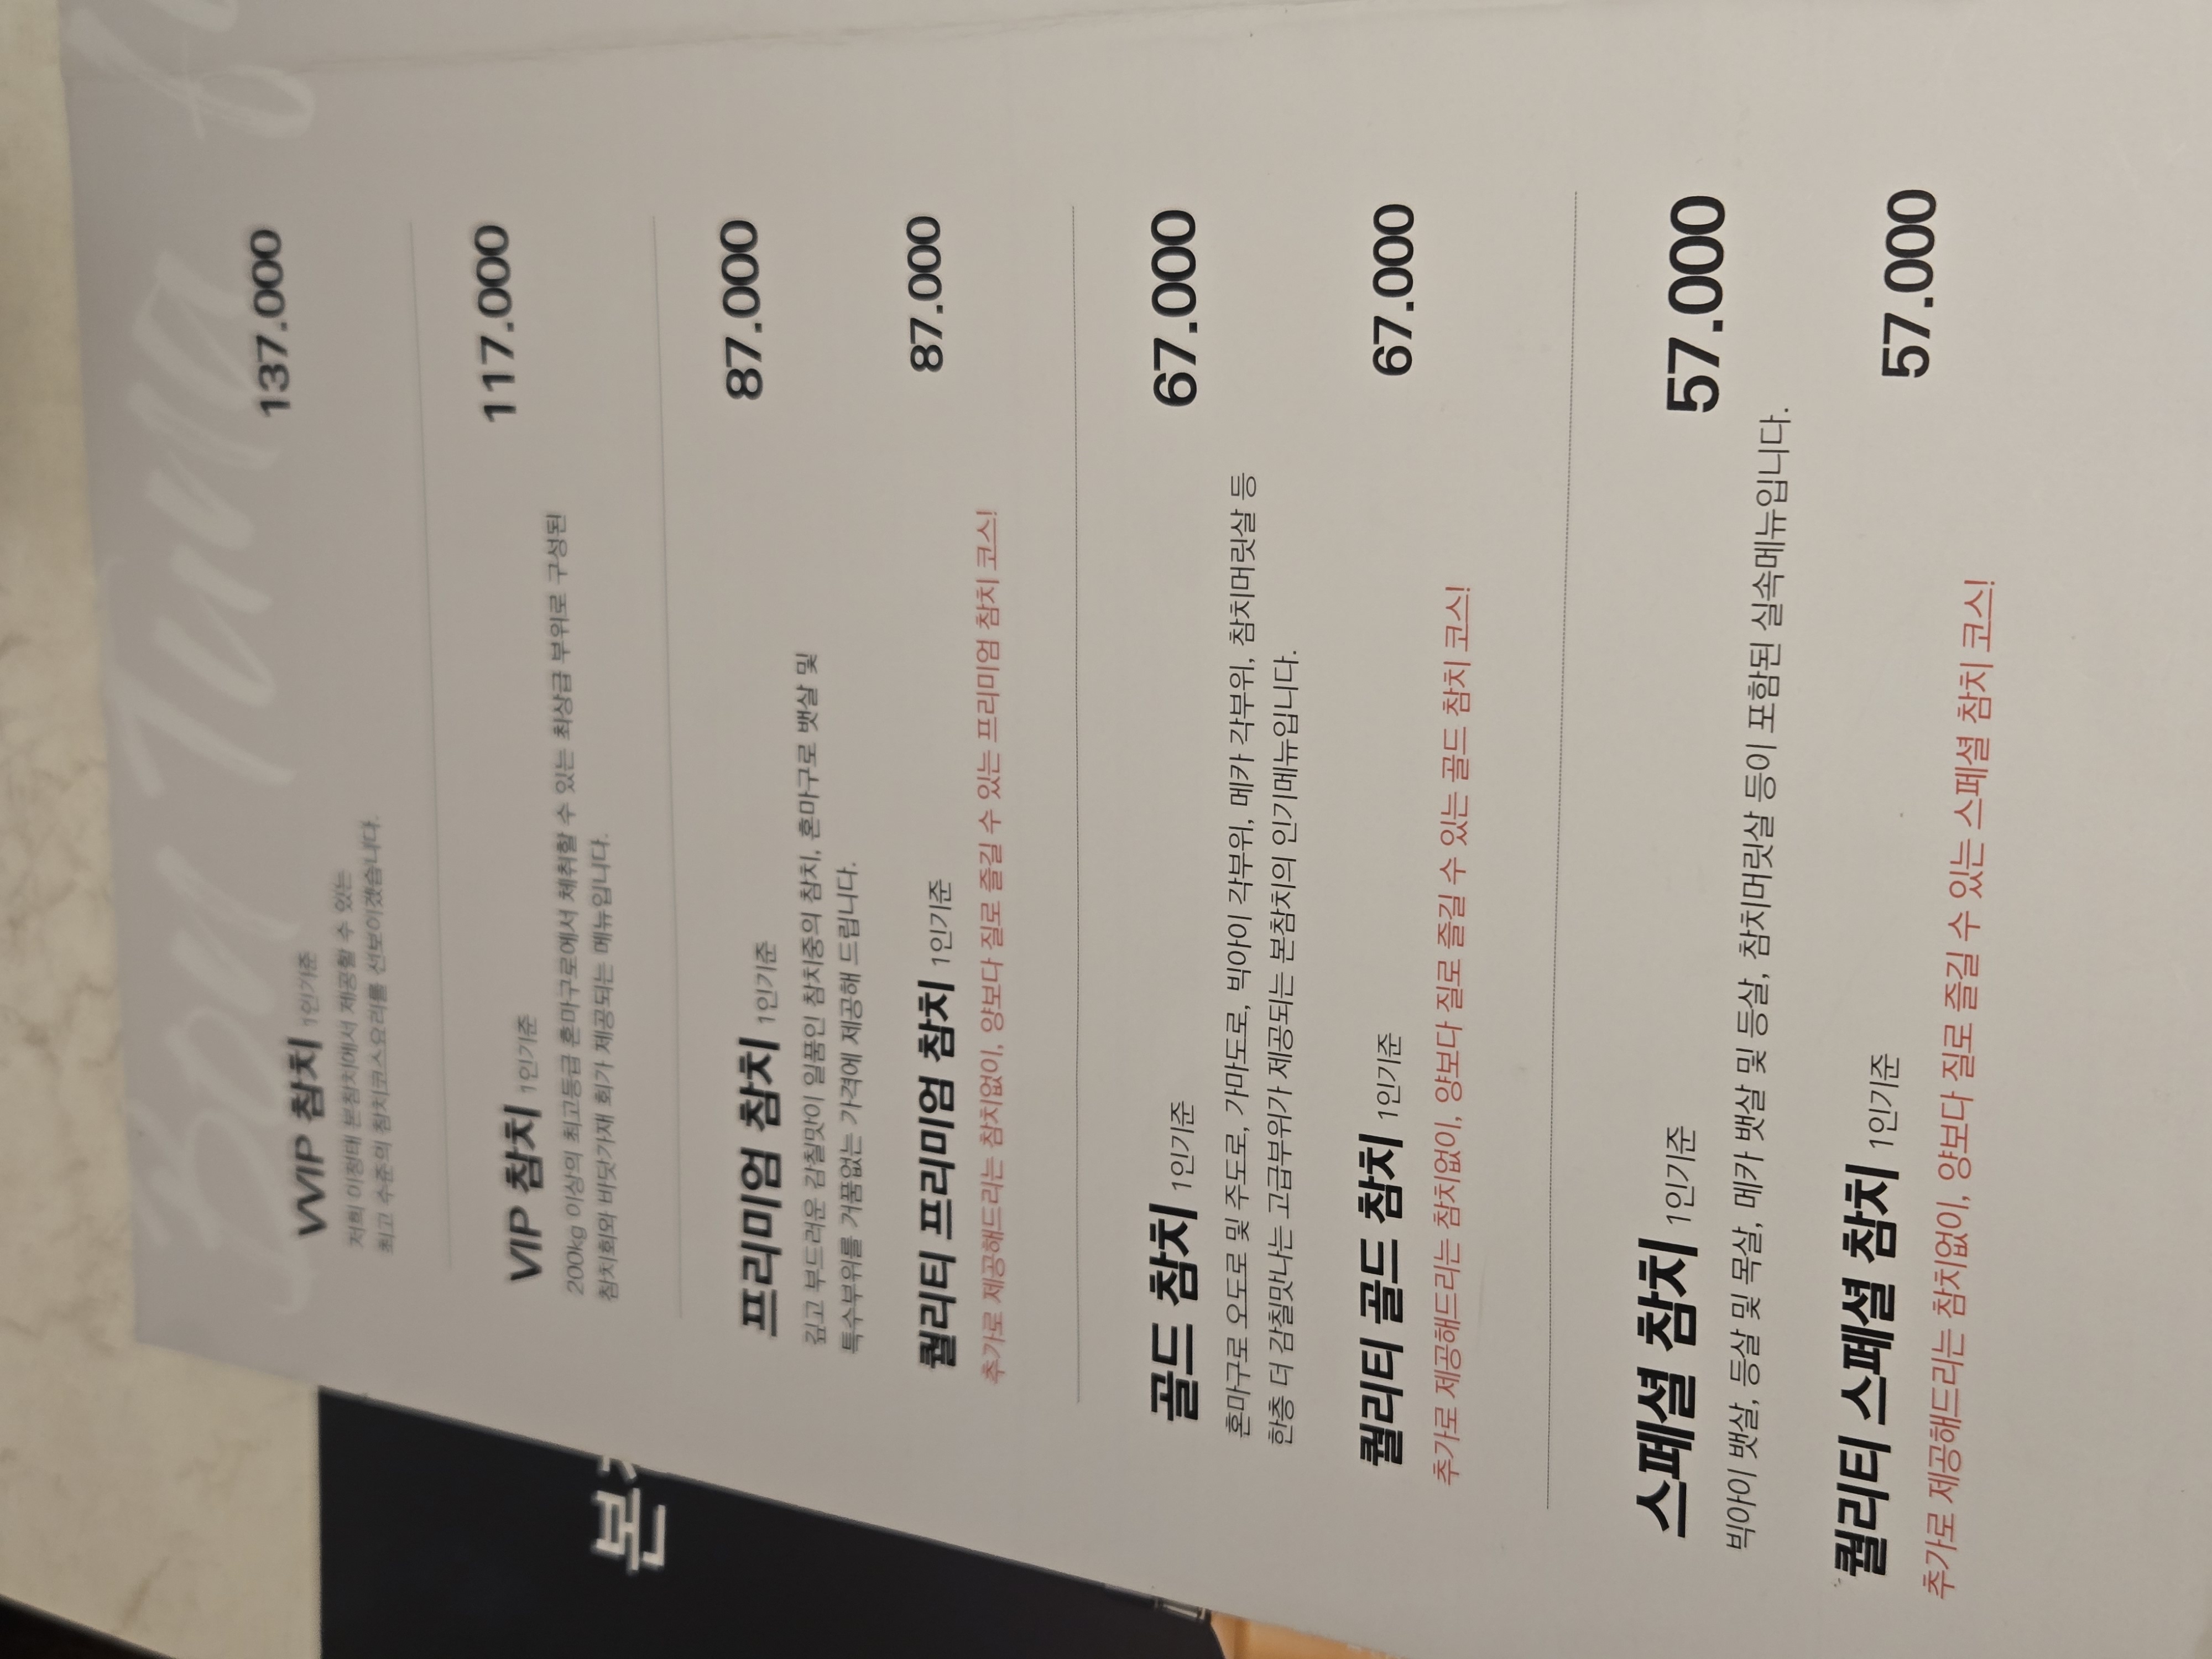 Bon Tuna
VVIP 참치 1인기준
137.000
저희 이정태 본참치에서 제공할 수 있는
최고 수준의 참치코스요리를 선보이겠습니다.
VIP 참치 1인기준
117.000
200kg 이상의 최고등급 혼마구로에서 체취할 수 있는 최상급 부위로 구성된
참치회와 바닷가재 회가 제공되는 메뉴입니다.
본
프리미엄 참치 1인기준
87.000
깊고 부드러운 감칠맛이 일품인 참치중의 참치, 혼마구로 뱃살 및
특수부위를 거품없는 가격에 제공해 드립니다.
퀄리티 프리미엄 참치 1인기준
87.000
추가로 제공해드리는 참치없이, 양보다 질로 즐길 수 있는 프리미엄 참치 코스!
골드 참치 1인기준
67.000
혼마구로 오도로 및 주도로, 가마도로, 빅아이 각부위, 메카 각부위, 참치머릿살 등
한층 더 감칠맛나는 고급부위가 제공되는 본참치의 인기메뉴입니다.
퀄리티 골드 참치 1인기준
67.000
추가로 제공해드리는 참치없이, 양보다 질로 즐길 수 있는 골드 참치 코스!
스페셜 참치 1인기준
57.000
빅아이 뱃살, 등살 및 목살, 메카 뱃살 및 등살, 참치머릿살 등이 포함된 실속메뉴입니다.
퀄리티 스페셜 참치 1인기준
57.000
추가로 제공해드리는 참치없이, 양보다 질로 즐길 수 있는 스페셜 참치 코스!